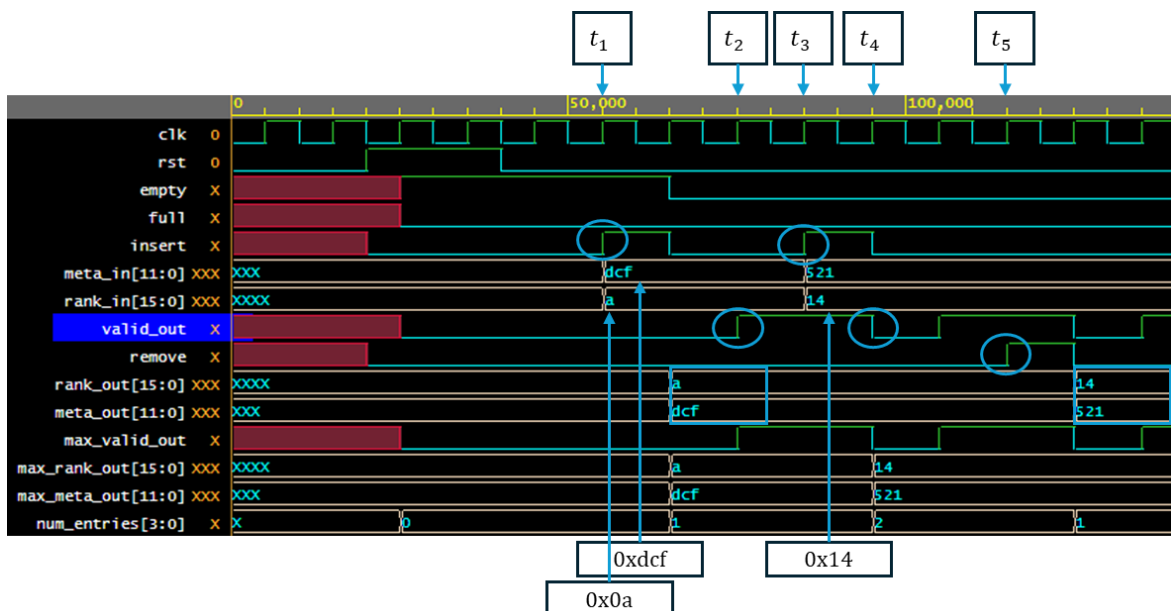 t₁ t₂ t₃ t₄ t₅
0 50,000 100,000
clk 0
rst 0
empty X
full X
insert X
meta_in[11:0] XXX XXX dcf 521
rank_in[15:0] XXX XXXX a 14
valid_out X
remove X
rank_out[15:0] XXX XXXX a 14
meta_out[11:0] XXX XXX dcf 521
max_valid_out X
max_rank_out[15:0] XXX XXXX a 14
max_meta_out[11:0] XXX XXX dcf 521
num_entries[3:0] X X 0 1 2 1
0xdcf 0x14
0x0a